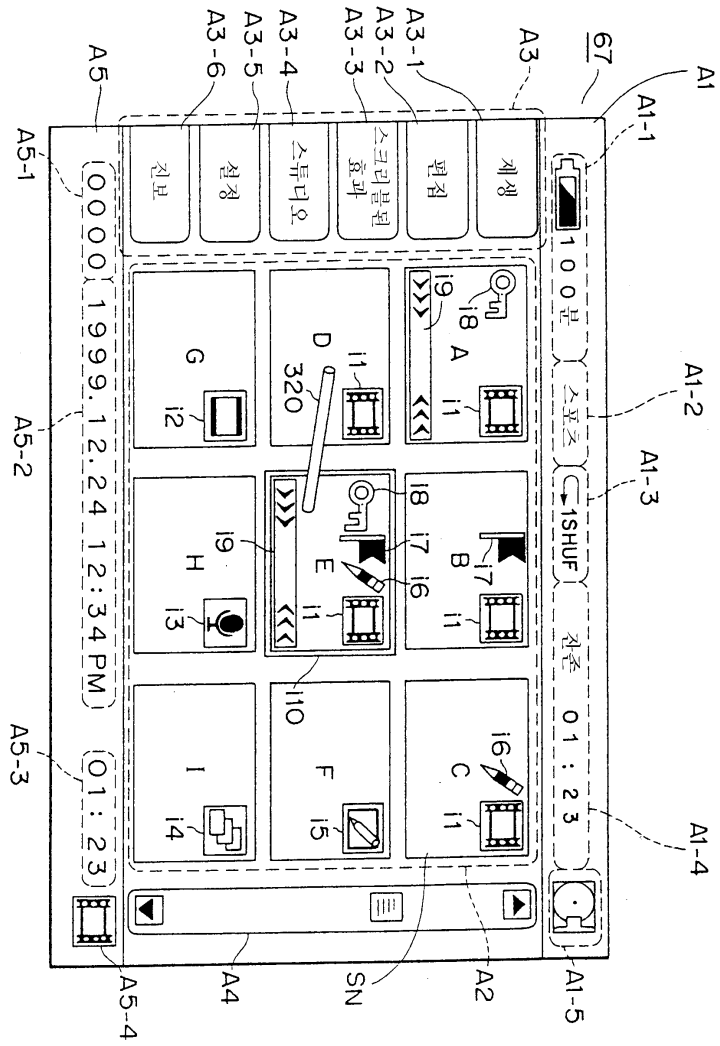 A1
A1-1 A1-2 A1-3 A1-4
67
100분 스포츠 1SHUF 잔존 01:23
A1-5
A3
A3-1
A3-2
A3-3
A3-4
A3-5
A3-6
재생
편집
스크리블된
효과
스튜디오
설정
진보
i8 A i1
i9
i7 B i1
i6 C i1
D i1
320
i8 i7 i6 i1
E
i9
i10
F i5
G i2
H i3
I i4
A2
SN
A4
A5
0000 1999.12.24 12:34PM 01:23
A5-1 A5-2 A5-3 A5-4